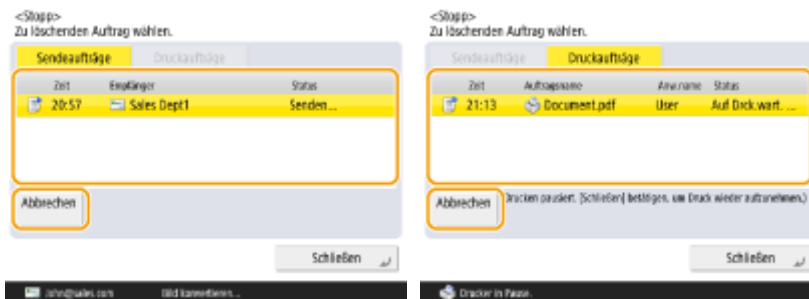 <Stopp>
Zu löschenden Auftrag wählen.
Sendeaufträge Druckaufträge
Zeit Empfänger Status
20:57 Sales Dept1 Senden...
Abbrechen
Schließen
John@sales.com Bild konvertieren...
<Stopp>
Zu löschenden Auftrag wählen.
Sendeaufträge Druckaufträge
Zeit Auftragsname Anw.name Status
21:13 Document.pdf User Auf Drck.wart. ...
Abbrechen
Drucken pausiert. [Schließen] betätigen, um Druck wieder aufzunehmen.)
Schließen
Drucker in Pause.